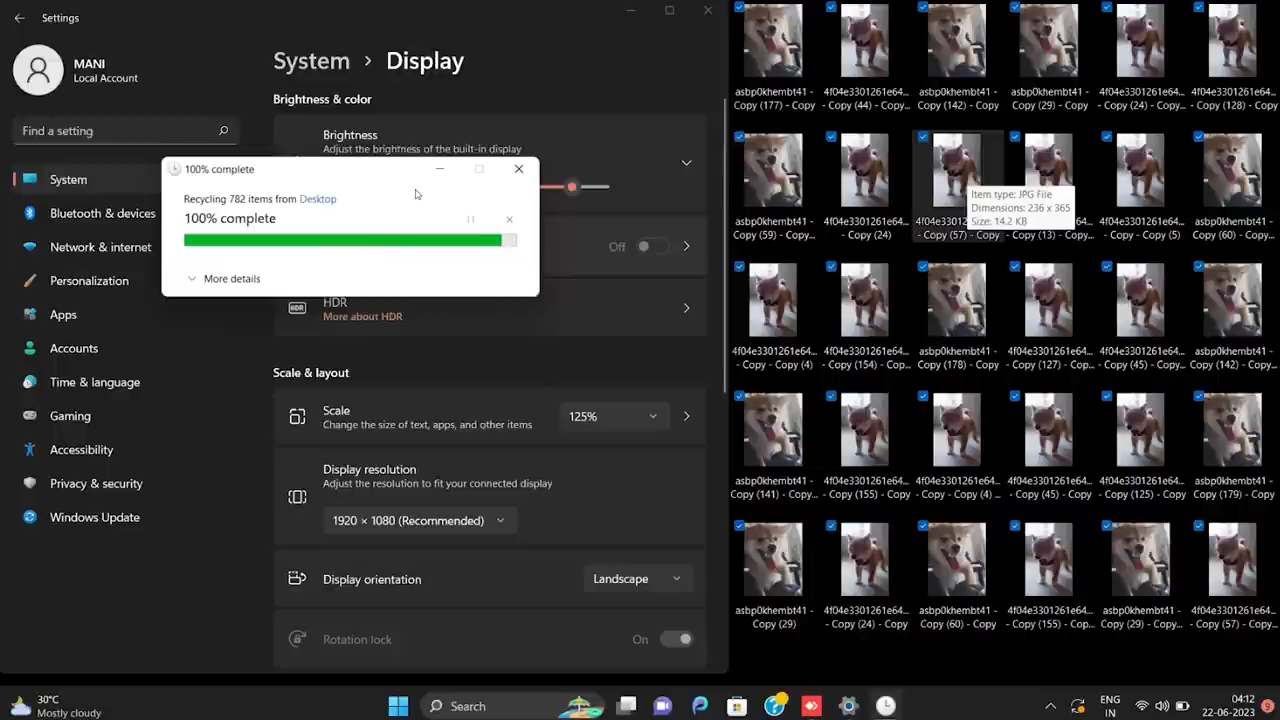 Settings
MANI
Local Account
Find a setting
System
Bluetooth & devices
Network & internet
Personalization
Apps
Accounts
Time & language
Gaming
Accessibility
Privacy & security
Windows Update
System > Display
Brightness & color
Brightness
Adjust the brightness of the built-in display
100% complete
Recycling 782 items from Desktop
100% complete
More details
Off
HDR
HDR
More about HDR
Scale & layout
Scale
Change the size of text, apps, and other items
125%
Display resolution
Adjust the resolution to fit your connected display
1920 × 1080 (Recommended)
Display orientation
Landscape
Rotation lock
On
asbp0khembt41 - 4f04e3301261e64... asbp0khembt41 - asbp0khembt41 - 4f04e3301261e64... 4f04e3301261e64...
Copy (177) - Copy - Copy (44) - Copy Copy (142) - Copy Copy (29) - Copy - Copy (24) - Copy - Copy (128) - Copy
Item type: JPG File
Dimensions: 236 x 365
Size: 14.2 KB
asbp0khembt41 - 4f04e3301261e64... 4f04e33012 4f04e3301261e64... asbp0khembt41 -
Copy (59) - Copy - Copy (24) - Copy (57) - Copy - Copy (13) - Copy - Copy (5) Copy (60) - Copy
4f04e3301261e64... 4f04e3301261e64... asbp0khembt41 - 4f04e3301261e64... 4f04e3301261e64... asbp0khembt41 -
- Copy - Copy (4) - Copy (154) - Copy Copy (178) - Copy - Copy (127) - Copy - Copy (45) - Copy Copy (142) - Copy
asbp0khembt41 - 4f04e3301261e64... 4f04e3301261e64... 4f04e3301261e64... 4f04e3301261e64... asbp0khembt41 -
Copy (141) - Copy... - Copy (155) - Copy - Copy (4) ... - Copy (45) - Copy - Copy (125) - Copy Copy (179) - Copy
asbp0khembt41 - 4f04e3301261e64... asbp0khembt41 - 4f04e3301261e64... asbp0khembt41 - 4f04e3301261e64...
Copy (29) - Copy (24) - Copy Copy (60) - Copy - Copy (155) - Cop... Copy (29) - Copy... - Copy (57) - Copy...
30°C
Mostly cloudy
Search
ENG
IN
04:12
22-06-2023
9